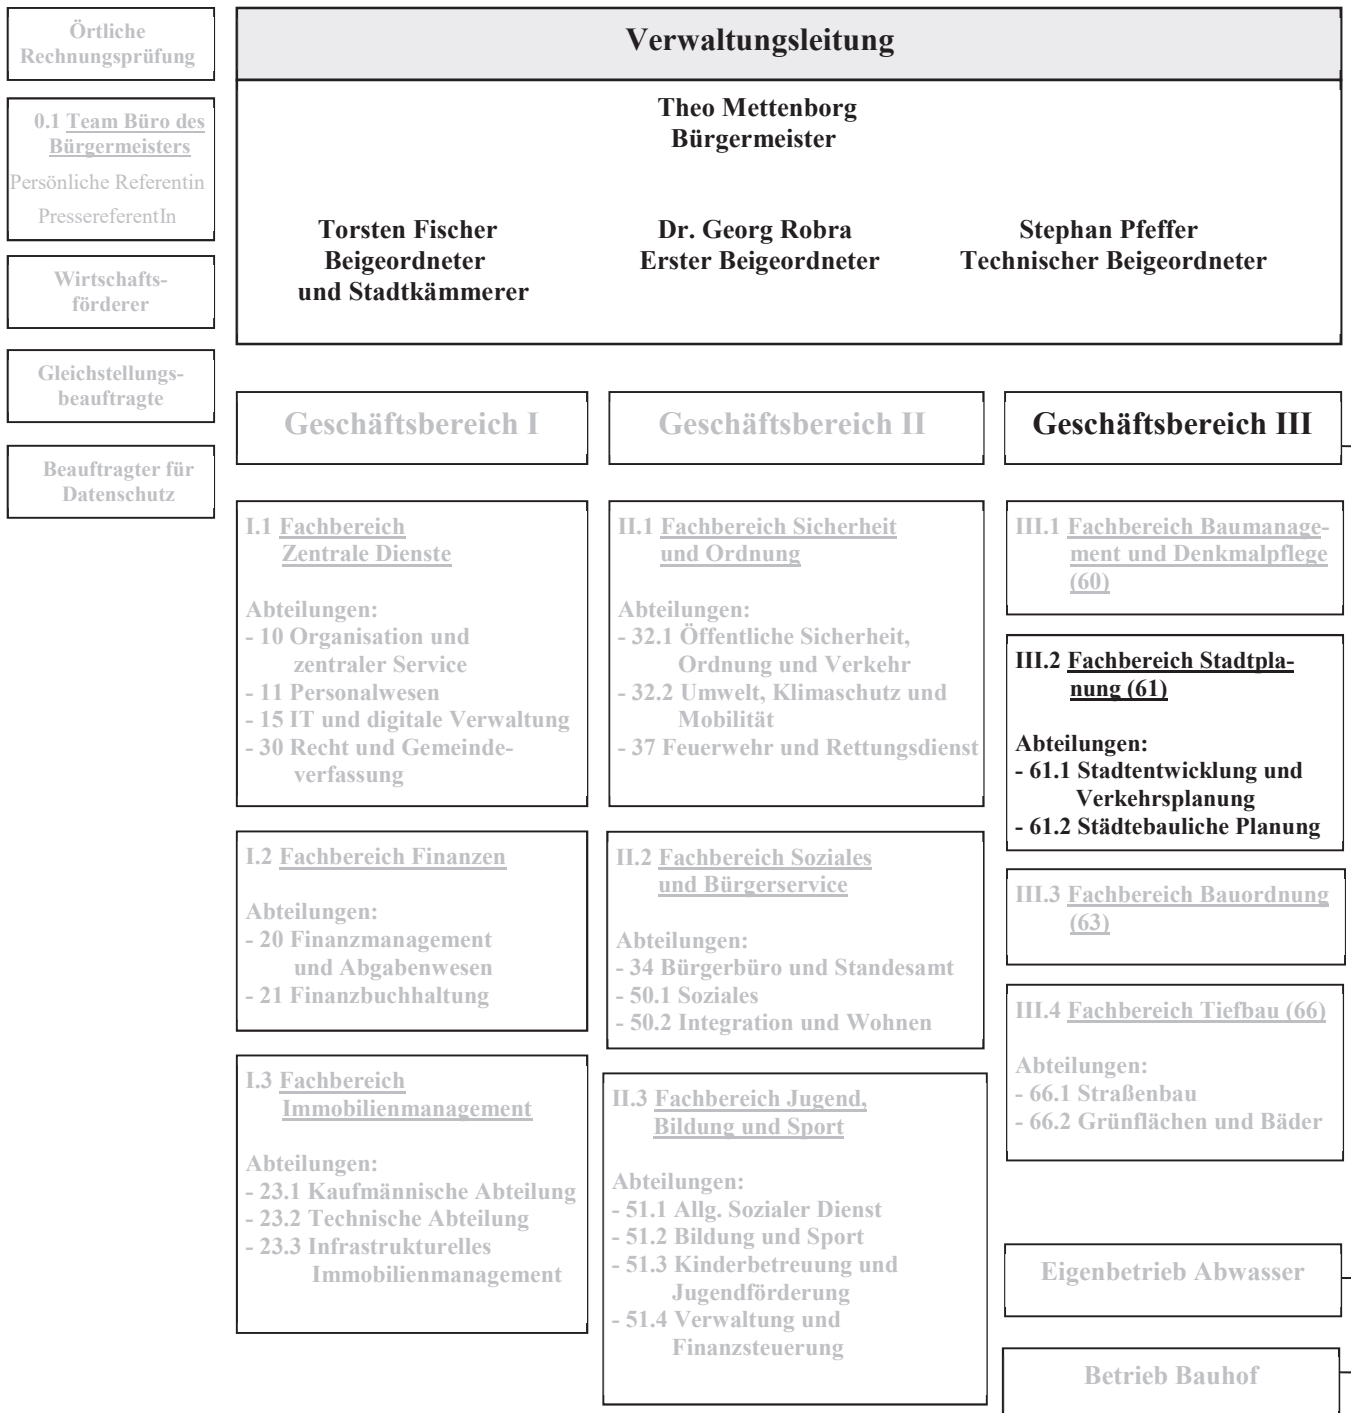 Örtliche
Rechnungsprüfung
0.1 Team Büro des
Bürgermeisters
Persönliche Referentin
PressereferentIn
Wirtschafts-
förderer
Gleichstellungs-
beauftragte
Beauftragter für
Datenschutz
Verwaltungsleitung
Theo Mettenborg
Bürgermeister
Torsten Fischer
Beigeordneter
und Stadtkämmerer
Dr. Georg Robra
Erster Beigeordneter
Stephan Pfeffer
Technischer Beigeordneter
Geschäftsbereich I
I.1 Fachbereich
Zentrale Dienste
Abteilungen:
- 10 Organisation und
zentraler Service
- 11 Personalwesen
- 15 IT und digitale Verwaltung
- 30 Recht und Gemeinde-
verfassung
I.2 Fachbereich Finanzen
Abteilungen:
- 20 Finanzmanagement
und Abgabenwesen
- 21 Finanzbuchhaltung
I.3 Fachbereich
Immobilienmanagement
Abteilungen:
- 23.1 Kaufmännische Abteilung
- 23.2 Technische Abteilung
- 23.3 Infrastrukturelles
Immobilienmanagement
Geschäftsbereich II
II.1 Fachbereich Sicherheit
und Ordnung
Abteilungen:
- 32.1 Öffentliche Sicherheit,
Ordnung und Verkehr
- 32.2 Umwelt, Klimaschutz und
Mobilität
- 37 Feuerwehr und Rettungsdienst
II.2 Fachbereich Soziales
und Bürgerservice
Abteilungen:
- 34 Bürgerbüro und Standesamt
- 50.1 Soziales
- 50.2 Integration und Wohnen
II.3 Fachbereich Jugend,
Bildung und Sport
Abteilungen:
- 51.1 Allg. Sozialer Dienst
- 51.2 Bildung und Sport
- 51.3 Kinderbetreuung und
Jugendförderung
- 51.4 Verwaltung und
Finanzsteuerung
Geschäftsbereich III
III.1 Fachbereich Baumanage-
ment und Denkmalpflege
(60)
III.2 Fachbereich Stadtpla-
nung (61)
Abteilungen:
- 61.1 Stadtentwicklung und
Verkehrsplanung
- 61.2 Städtebauliche Planung
III.3 Fachbereich Bauordnung
(63)
III.4 Fachbereich Tiefbau (66)
Abteilungen:
- 66.1 Straßenbau
- 66.2 Grünflächen und Bäder
Eigenbetrieb Abwasser
Betrieb Bauhof